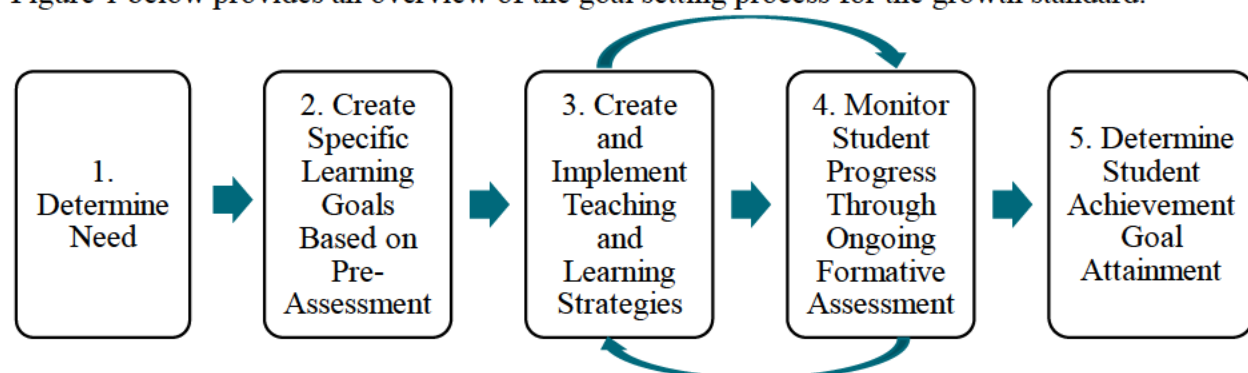 Figure 1 below provides an overview of the goal setting process for the growth standard.
1.
Determine
Need
2. Create
Specific
Learning
Goals
Based on
Pre-
Assessment
3. Create
and
Implement
Teaching
and
Learning
Strategies
4. Monitor
Student
Progress
Through
Ongoing
Formative
Assessment
5. Determine
Student
Achievement
Goal
Attainment